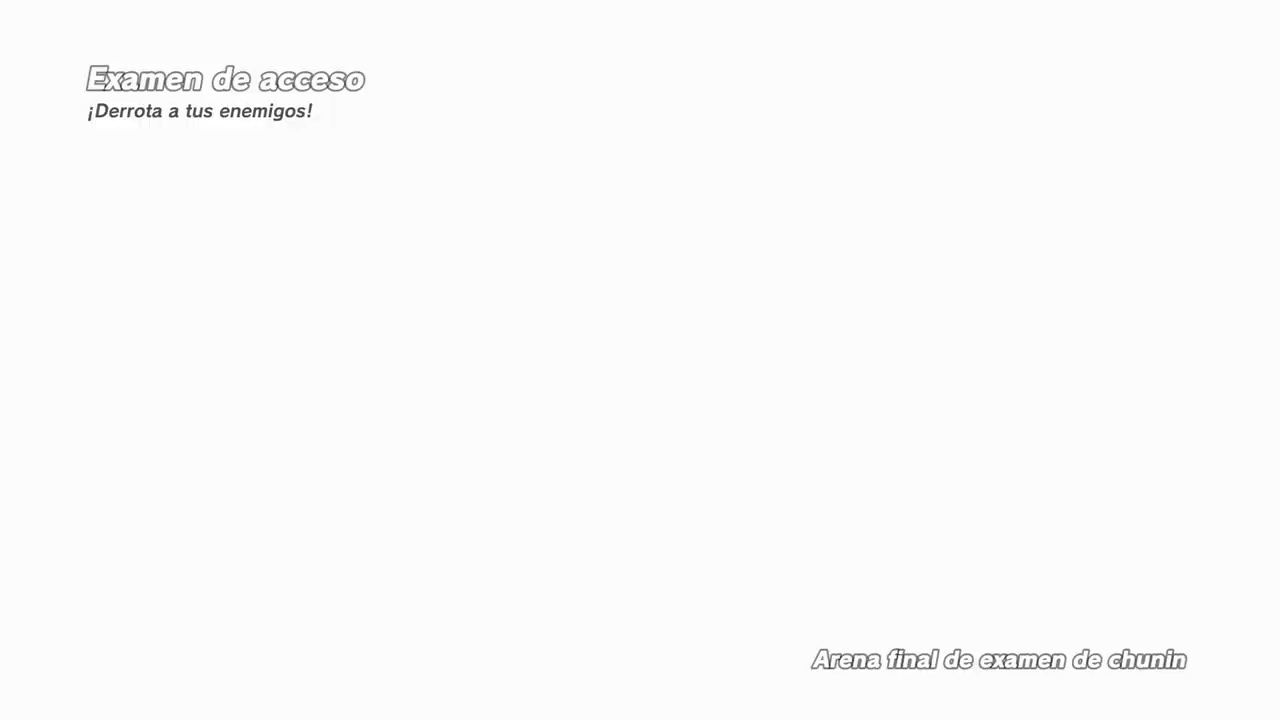 Examen de acceso
¡Derrota a tus enemigos!
Arena final de examen de chunin